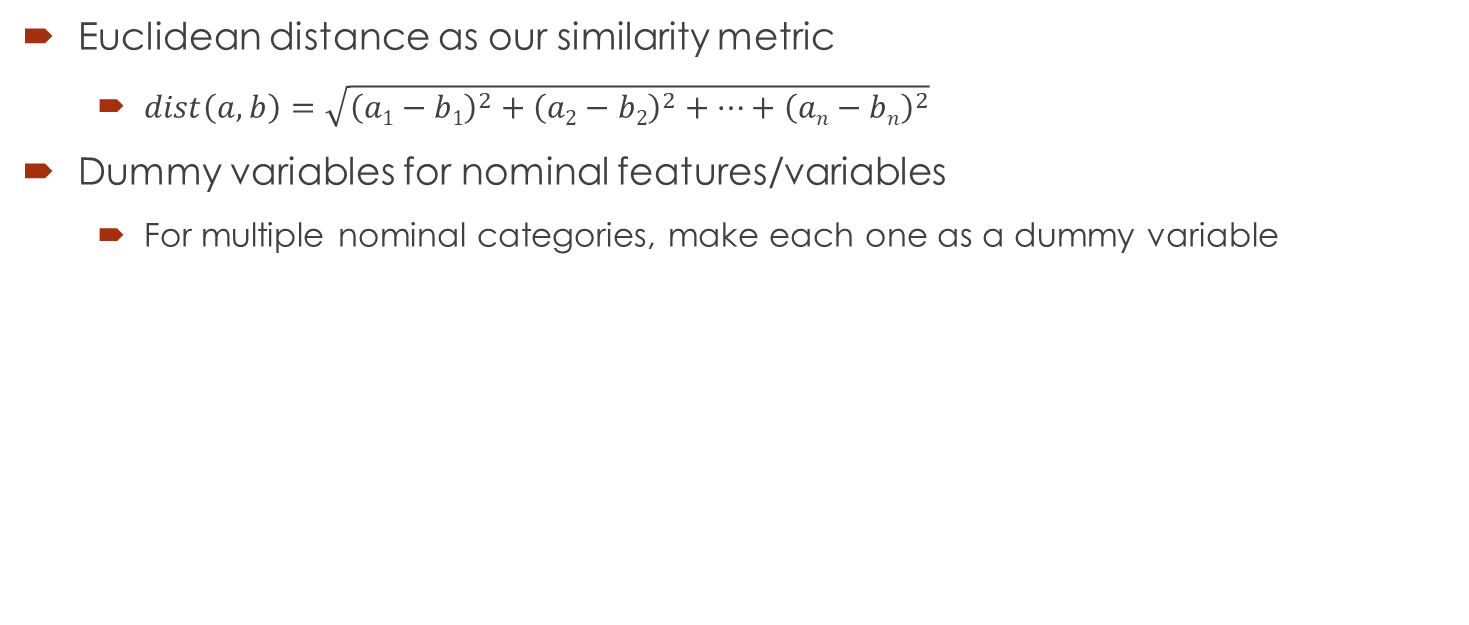 Euclidean distance as our similarity metric
dist(a, b) = √(a₁ − b₁)² + (a₂ − b₂)² + ⋯ + (aₙ − bₙ)²
Dummy variables for nominal features/variables
For multiple nominal categories, make each one as a dummy variable